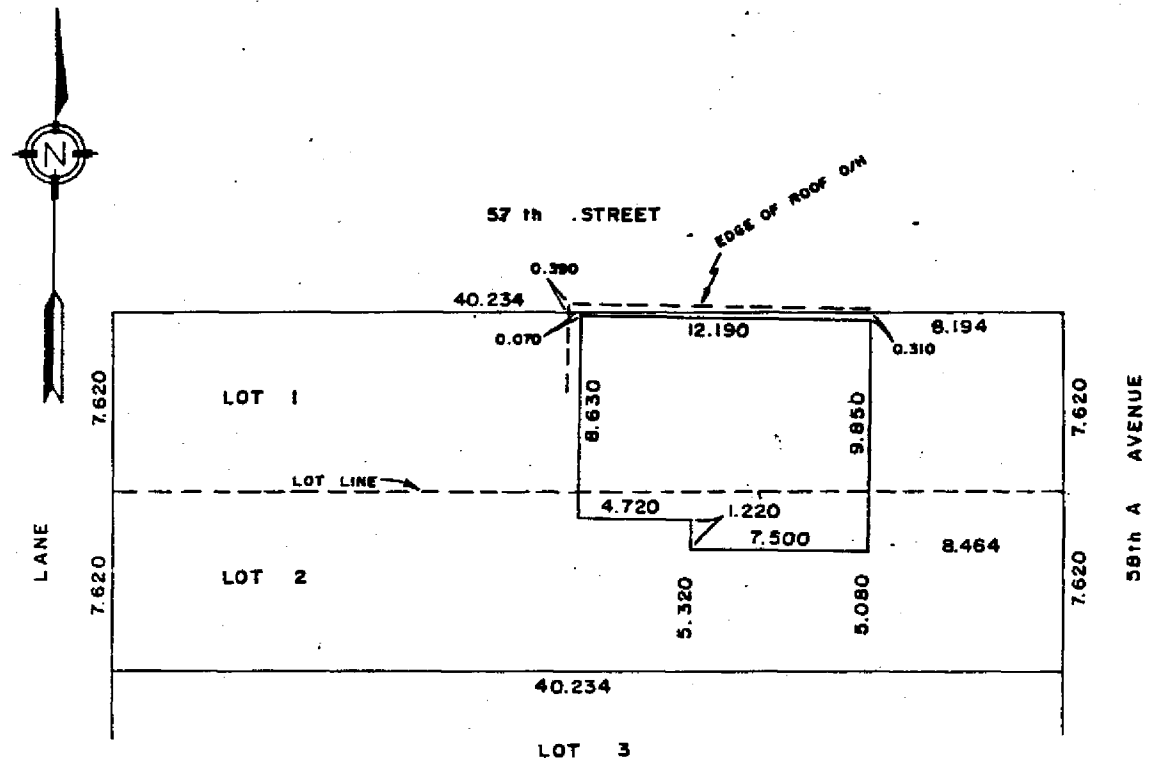 N
57 th . STREET
EDGE OF ROOF O/H
0.390
40.234
12.190
8.194
0.070
0.310
7.620
LOT 1
8.630
9.850
7.620
58th A AVENUE
LOT LINE
4.720
1.220
7.500
8.464
LANE
7.620
LOT 2
5.320
5.080
7.620
40.234
LOT 3